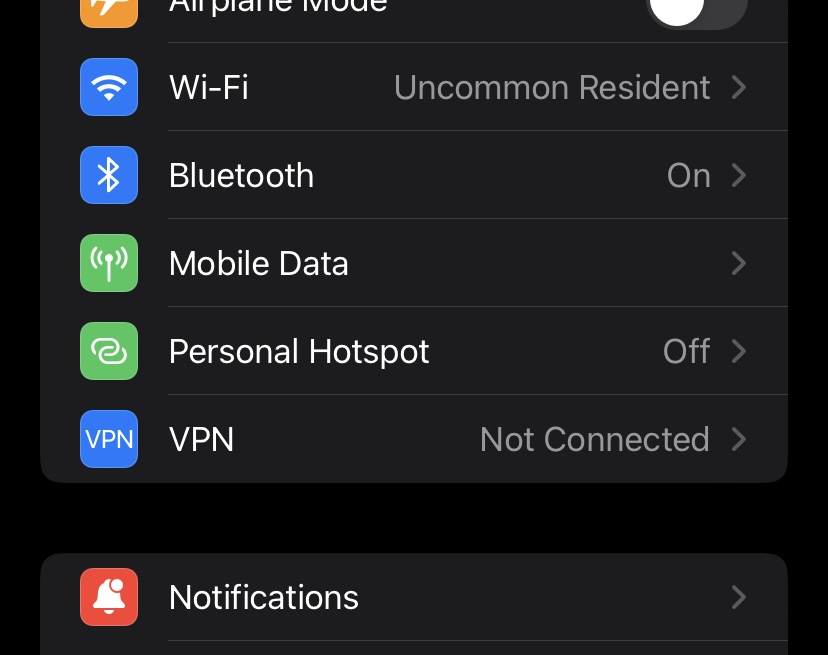 Airplane Mode
Wi-Fi Uncommon Resident
Bluetooth On
Mobile Data
Personal Hotspot Off
VPN VPN Not Connected
Notifications